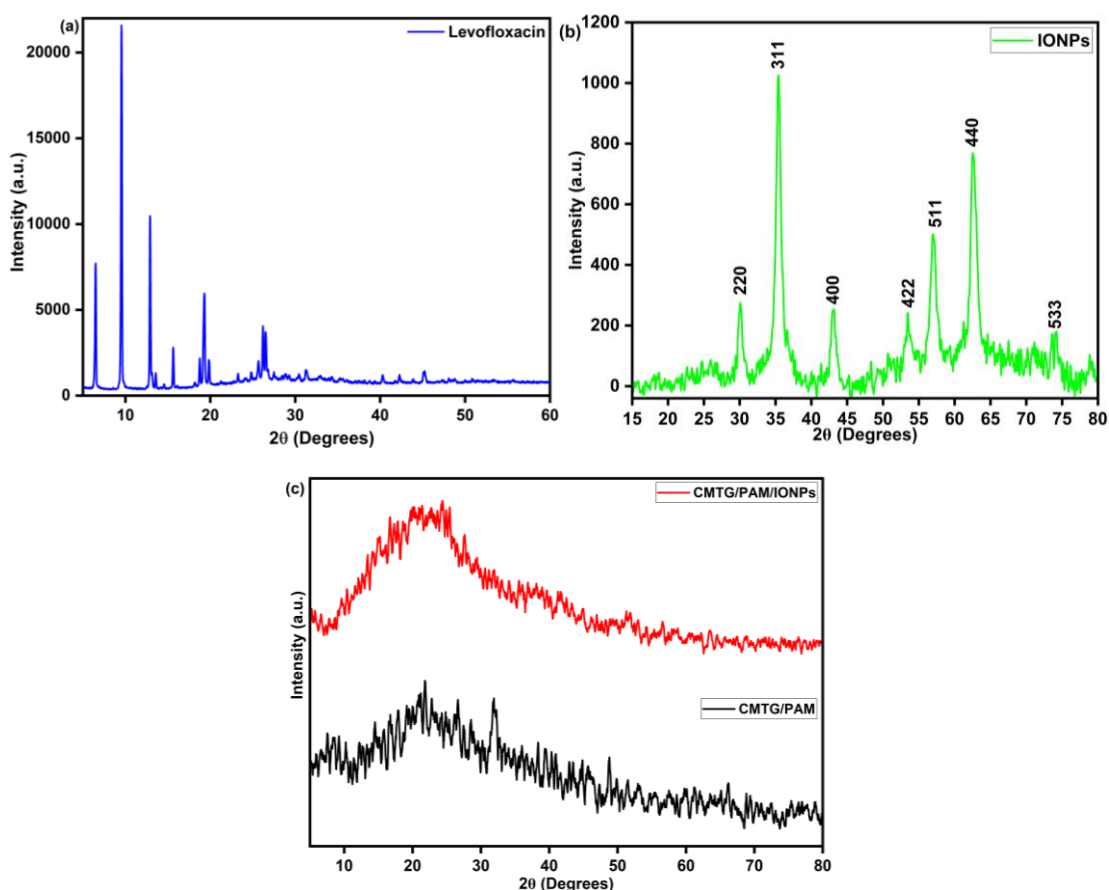 (a)
Levofloxacin
20000
15000
10000
5000
0
Intensity (a.u.)
10 20 30 40 50 60
2θ (Degrees)
(b)
IONPs
1200
1000
800
600
400
200
0
Intensity (a.u.)
220
311
400
422
511
440
533
15 20 25 30 35 40 45 50 55 60 65 70 75 80
2θ (Degrees)
(c)
CMTG/PAM/IONPs
CMTG/PAM
Intensity (a.u.)
10 20 30 40 50 60 70 80
2θ (Degrees)